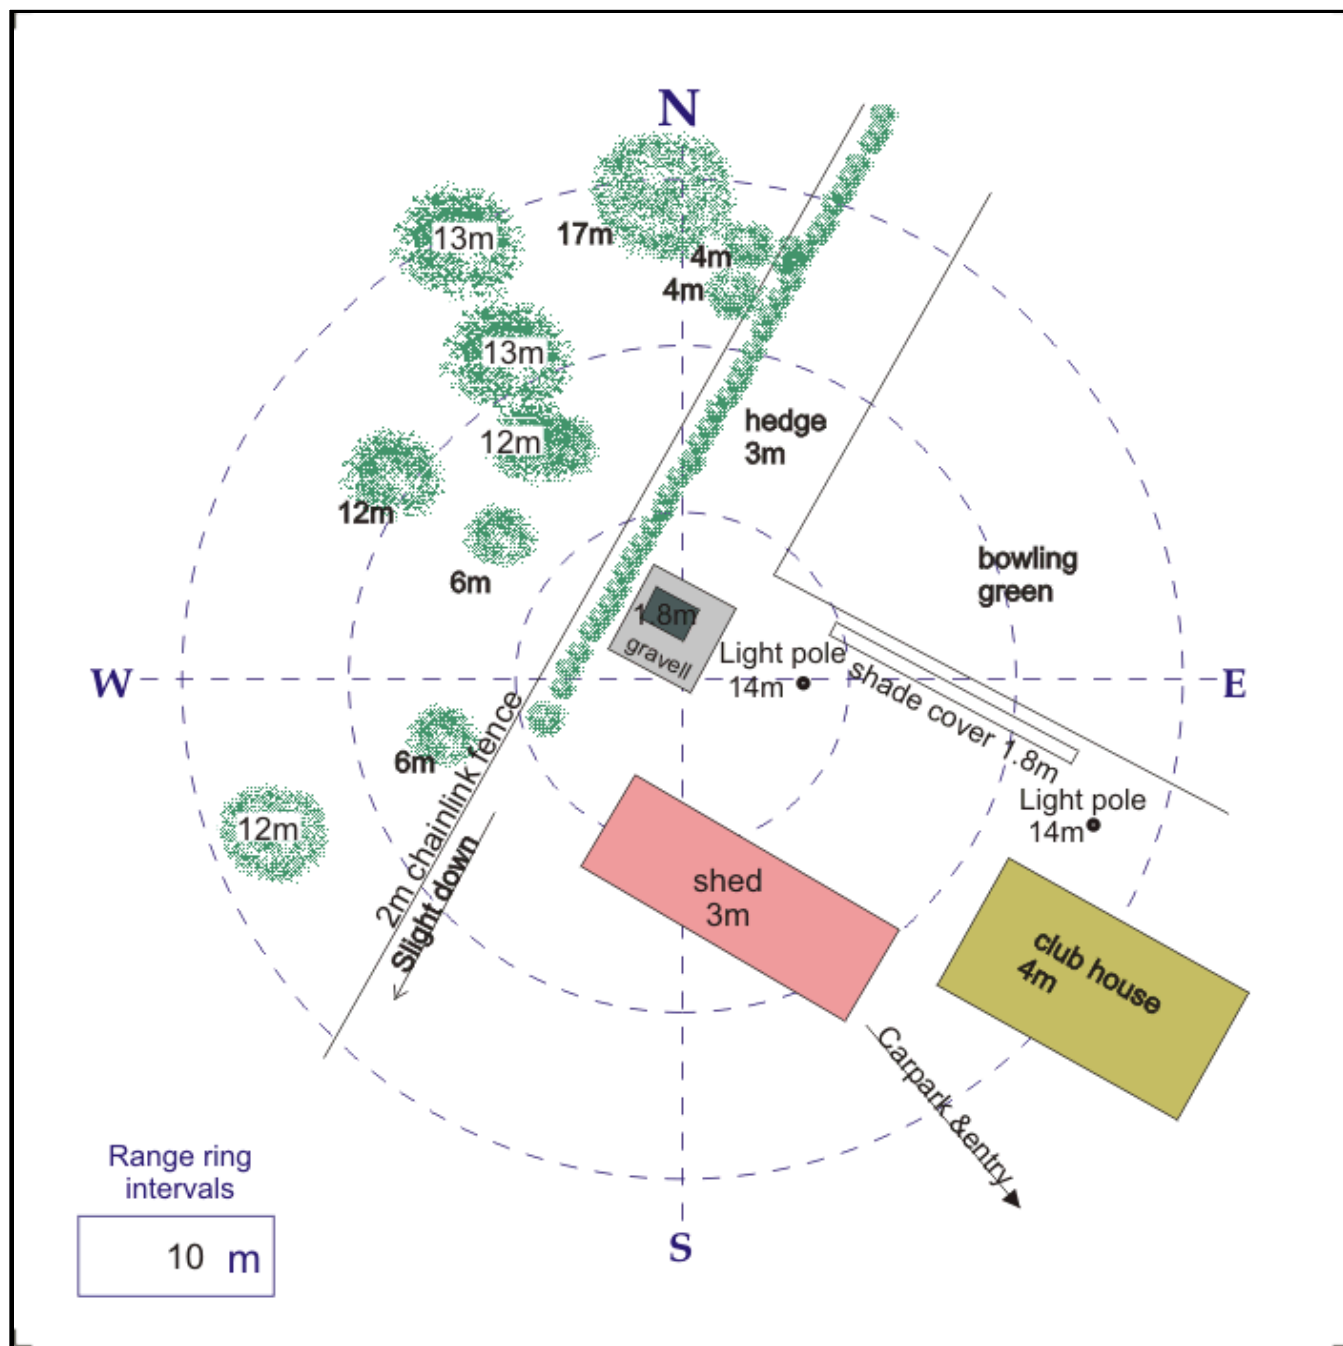 N
13m
17m
4m
4m
13m
hedge
3m
12m
12m
bowling
green
6m
1.8m
gravell
Light pole
14m
W
E
shade cover 1.8m
6m
2m chainlink fence
Slight down
12m
Light pole
14m
shed
3m
club house
4m
Carpark &entry
Range ring
intervals
10 m
S